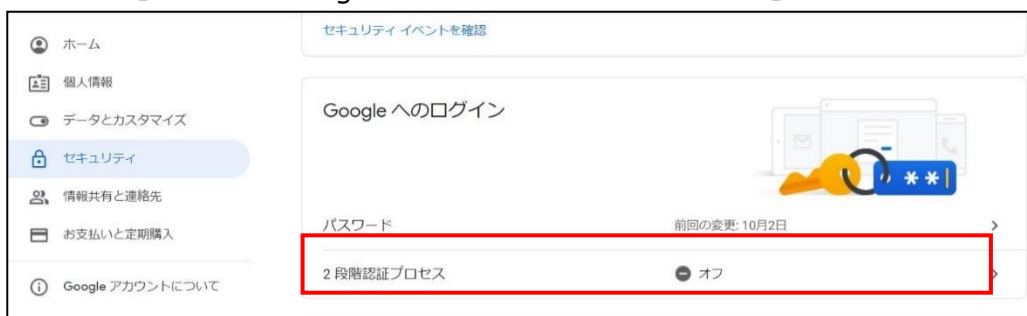 セキュリティ イベントを確認
ホーム
個人情報
データとカスタマイズ
セキュリティ
情報共有と連絡先
お支払いと定期購入
Google アカウントについて
Google へのログイン
**
パスワード 前回の変更: 10月2日
2 段階認証プロセス オフ